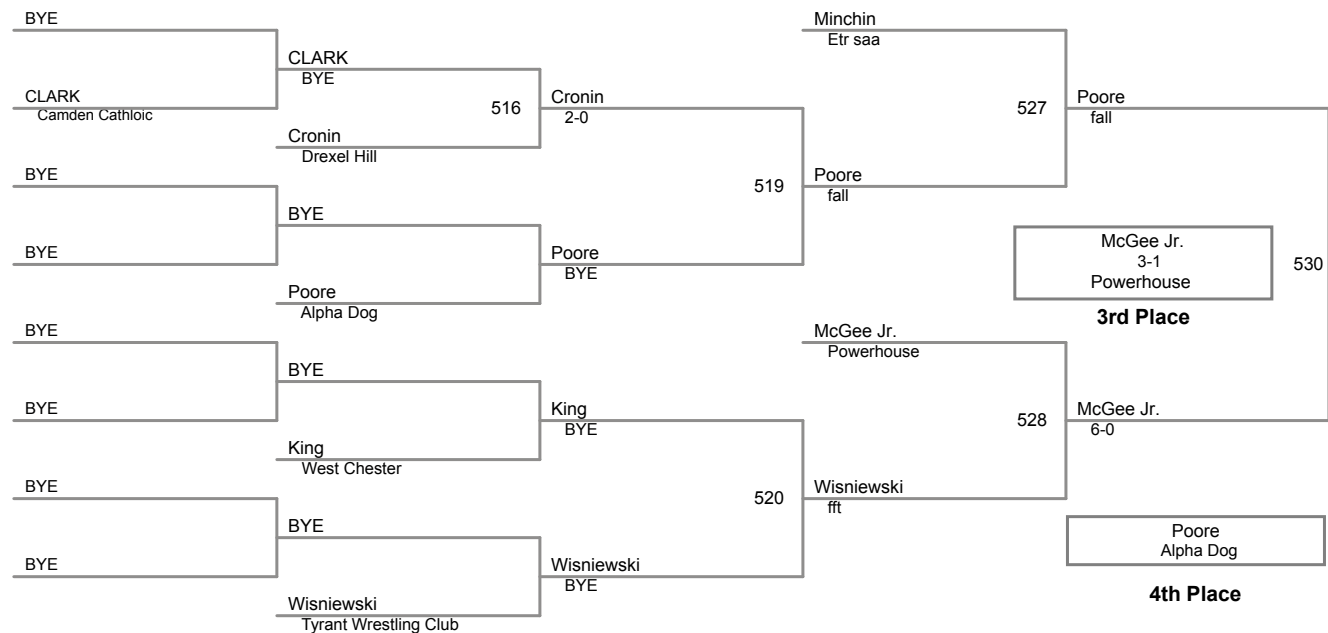 BYE
CLARK
Camden Cathloic
BYE
BYE
BYE
BYE
BYE
BYE
CLARK
BYE
Cronin
Drexel Hill
BYE
Poore
Alpha Dog
BYE
King
West Chester
BYE
Wisniewski
Tyrant Wrestling Club
516
Cronin
2-0
Poore
BYE
King
BYE
Wisniewski
BYE
519
520
Minchin
Etr saa
Poore
fall
McGee Jr.
Powerhouse
Wisniewski
fft
527
528
Poore
fall
McGee Jr.
6-0
McGee Jr.
3-1
Powerhouse
3rd Place
530
Poore
Alpha Dog
4th Place